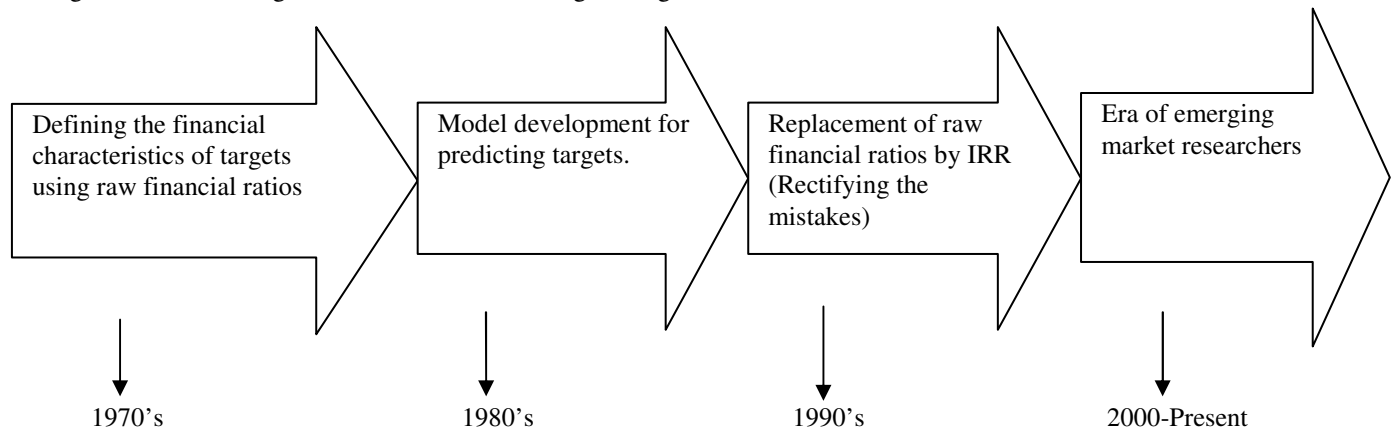 Defining the financial
characteristics of targets
using raw financial ratios
Model development for
predicting targets.
Replacement of raw
financial ratios by IRR
(Rectifying the
mistakes)
Era of emerging
market researchers
1970's
1980's
1990's
2000-Present